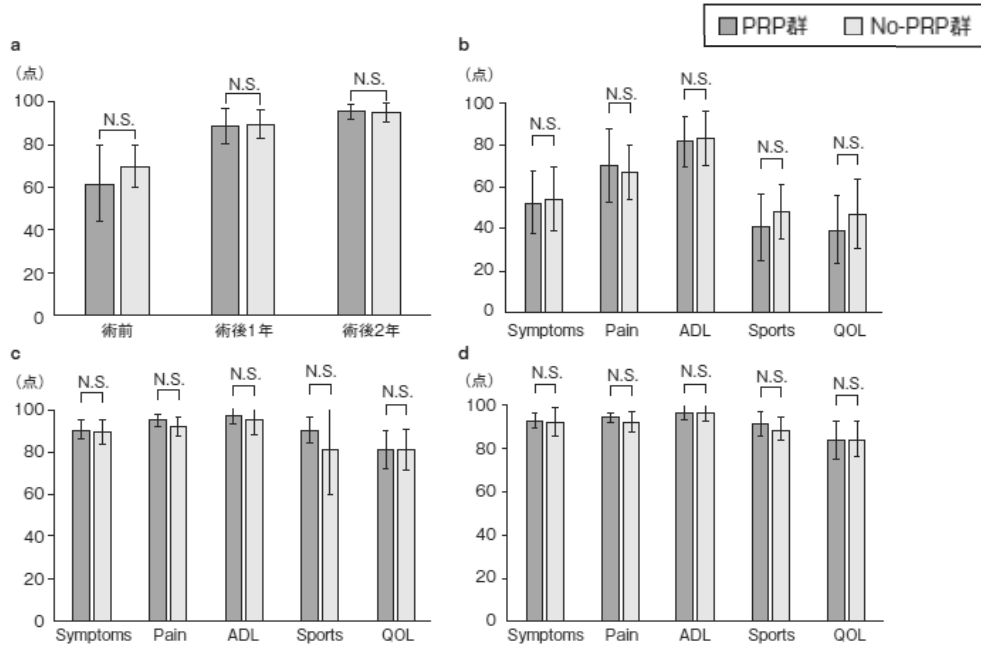 PRP群 No-PRP群
a
(点)
100
80
60
40
20
0
N.S. N.S. N.S.
術前 術後1年 術後2年
b
(点)
100
80
60
40
20
0
N.S. N.S. N.S. N.S. N.S.
Symptoms Pain ADL Sports QOL
c
(点)
100
80
60
40
20
0
N.S. N.S. N.S. N.S. N.S.
Symptoms Pain ADL Sports QOL
d
(点)
100
80
60
40
20
0
N.S. N.S. N.S. N.S. N.S.
Symptoms Pain ADL Sports QOL